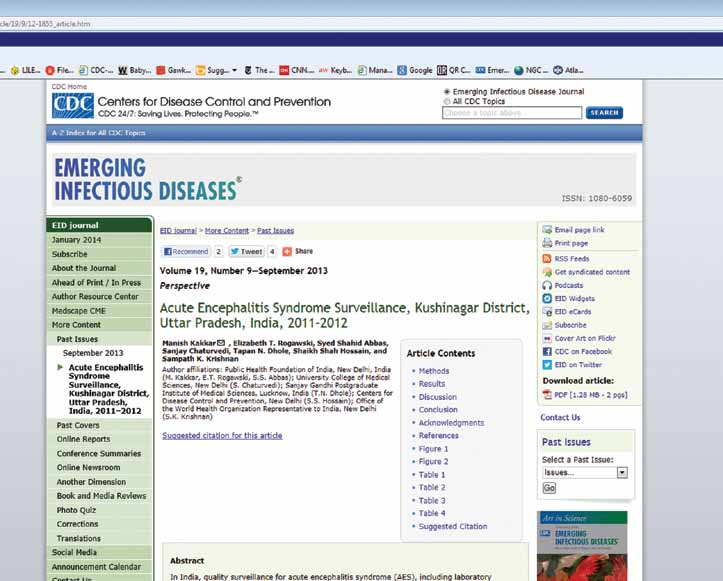 cle/19/9/12-1855_article.htm
LILE... File... CDC-... Baby... Gawk... Sugg... The ... CNN.... Keyb... Mana... Google QR C... Emer... NGC ... Atla...
CDC Home
CDC Centers for Disease Control and Prevention
CDC 24/7: Saving Lives. Protecting People.™
Emerging Infectious Disease Journal
All CDC Topics
Choose a topic above SEARCH
A-Z Index for All CDC Topics
EMERGING
INFECTIOUS DISEASES®
ISSN: 1080-6059
EID journal
January 2014
Subscribe
About the Journal
Ahead of Print / In Press
Author Resource Center
Medscape CME
More Content
Past Issues
September 2013
Acute Encephalitis
Syndrome
Surveillance,
Kushinagar District,
Uttar Pradesh,
India, 2011–2012
Past Covers
Online Reports
Conference Summaries
Online Newsroom
Another Dimension
Book and Media Reviews
Photo Quiz
Corrections
Translations
Social Media
Announcement Calendar
Contact Us
EID journal > More Content > Past Issues
Recommend 2 Tweet 4 Share
Volume 19, Number 9—September 2013
Perspective
Acute Encephalitis Syndrome Surveillance, Kushinagar District,
Uttar Pradesh, India, 2011–2012
Manish Kakkar, Elizabeth T. Rogawski, Syed Shahid Abbas,
Sanjay Chaturvedi, Tapan N. Dhole, Shaikh Shah Hossain, and
Sampath K. Krishnan
Author affiliations: Public Health Foundation of India, New Delhi, India
(M. Kakkar, E.T. Rogawski, S.S. Abbas); University College of Medical
Sciences, New Delhi (S. Chaturvedi); Sanjay Gandhi Postgraduate
Institute of Medical Sciences, Lucknow, India (T.N. Dhole); Centers for
Disease Control and Prevention, New Delhi (S.S. Hossain); Office of
the World Health Organization Representative to India, New Delhi
(S.K. Krishnan)
Suggested citation for this article
Article Contents
Methods
Results
Discussion
Conclusion
Acknowledgments
References
Figure 1
Figure 2
Table 1
Table 2
Table 3
Table 4
Suggested Citation
Abstract
In India, quality surveillance for acute encephalitis syndrome (AES), including laboratory
Email page link
Print page
RSS Feeds
Get syndicated content
Podcasts
EID Widgets
EID eCards
Subscribe
Cover Art on Flickr
CDC on Facebook
EID on Twitter
Download article:
PDF [1.28 MB - 2 pgs]
Contact Us
Past Issues
Select a Past Issue:
Issues...
Go
Art in Science
EMERGING
INFECTIOUS DISEASES